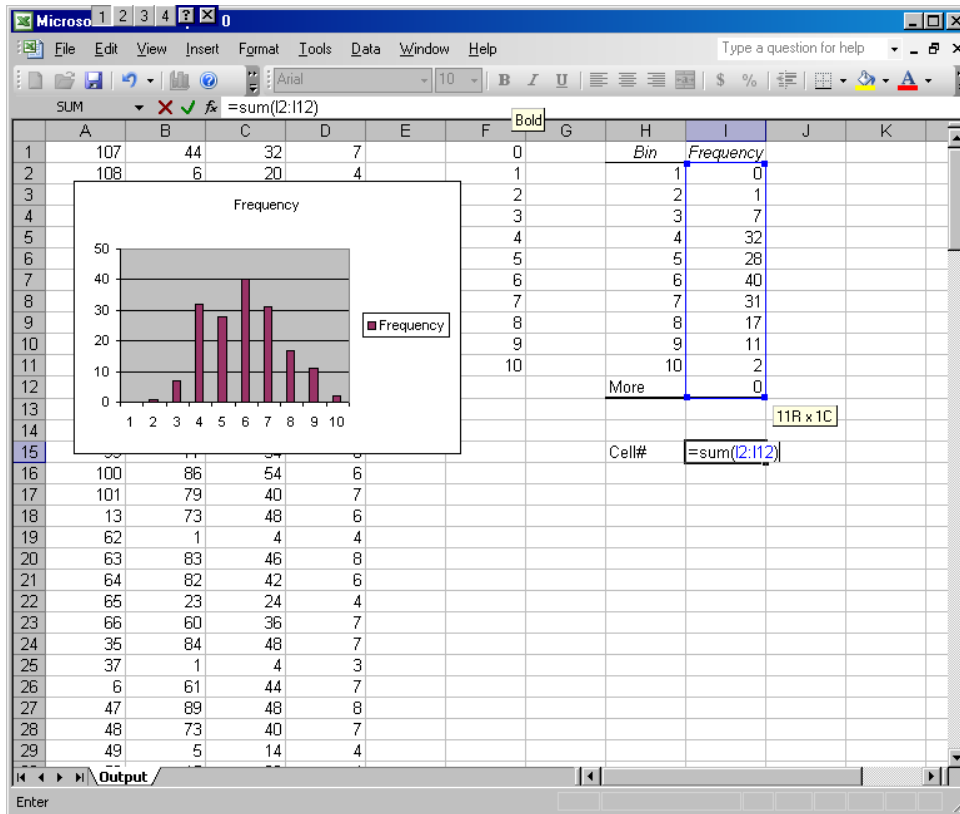 Microso 1 2 3 4 ? X 0
File Edit View Insert Format Tools Data Window Help Type a question for help
Arial 10 B I U $ % A
SUM fx =sum(I2:I12)
Bold
A B C D E F G H I J K
1 107 44 32 7 0 Bin Frequency
2 108 6 20 4 1 1 0
3 2 2 1
4 3 3 7
5 4 4 32
6 5 5 28
7 6 6 40
8 7 7 31
9 8 8 17
10 9 9 11
11 10 10 2
12 More 0
13
14
Frequency
50
40
30
20
10
0
1 2 3 4 5 6 7 8 9 10
Frequency
11R x 1C
15 Cell# =sum(I2:I12)
16 100 86 54 6
17 101 79 40 7
18 13 73 48 6
19 62 1 4 4
20 63 83 46 8
21 64 82 42 6
22 65 23 24 4
23 66 60 36 7
24 35 84 48 7
25 37 1 4 3
26 6 61 44 7
27 47 89 48 8
28 48 73 40 7
29 49 5 14 4
Output
Enter